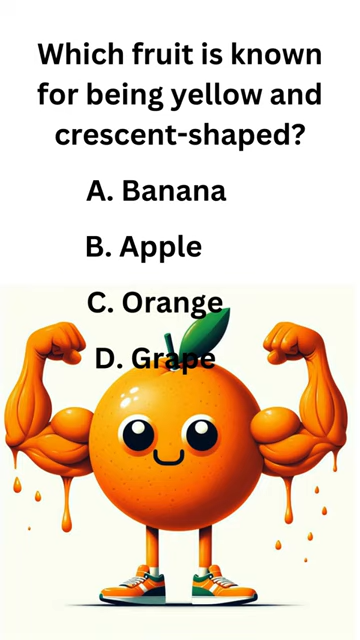 Which fruit is known
for being yellow and
crescent-shaped?
A. Banana
B. Apple
C. Orange
D. Grape